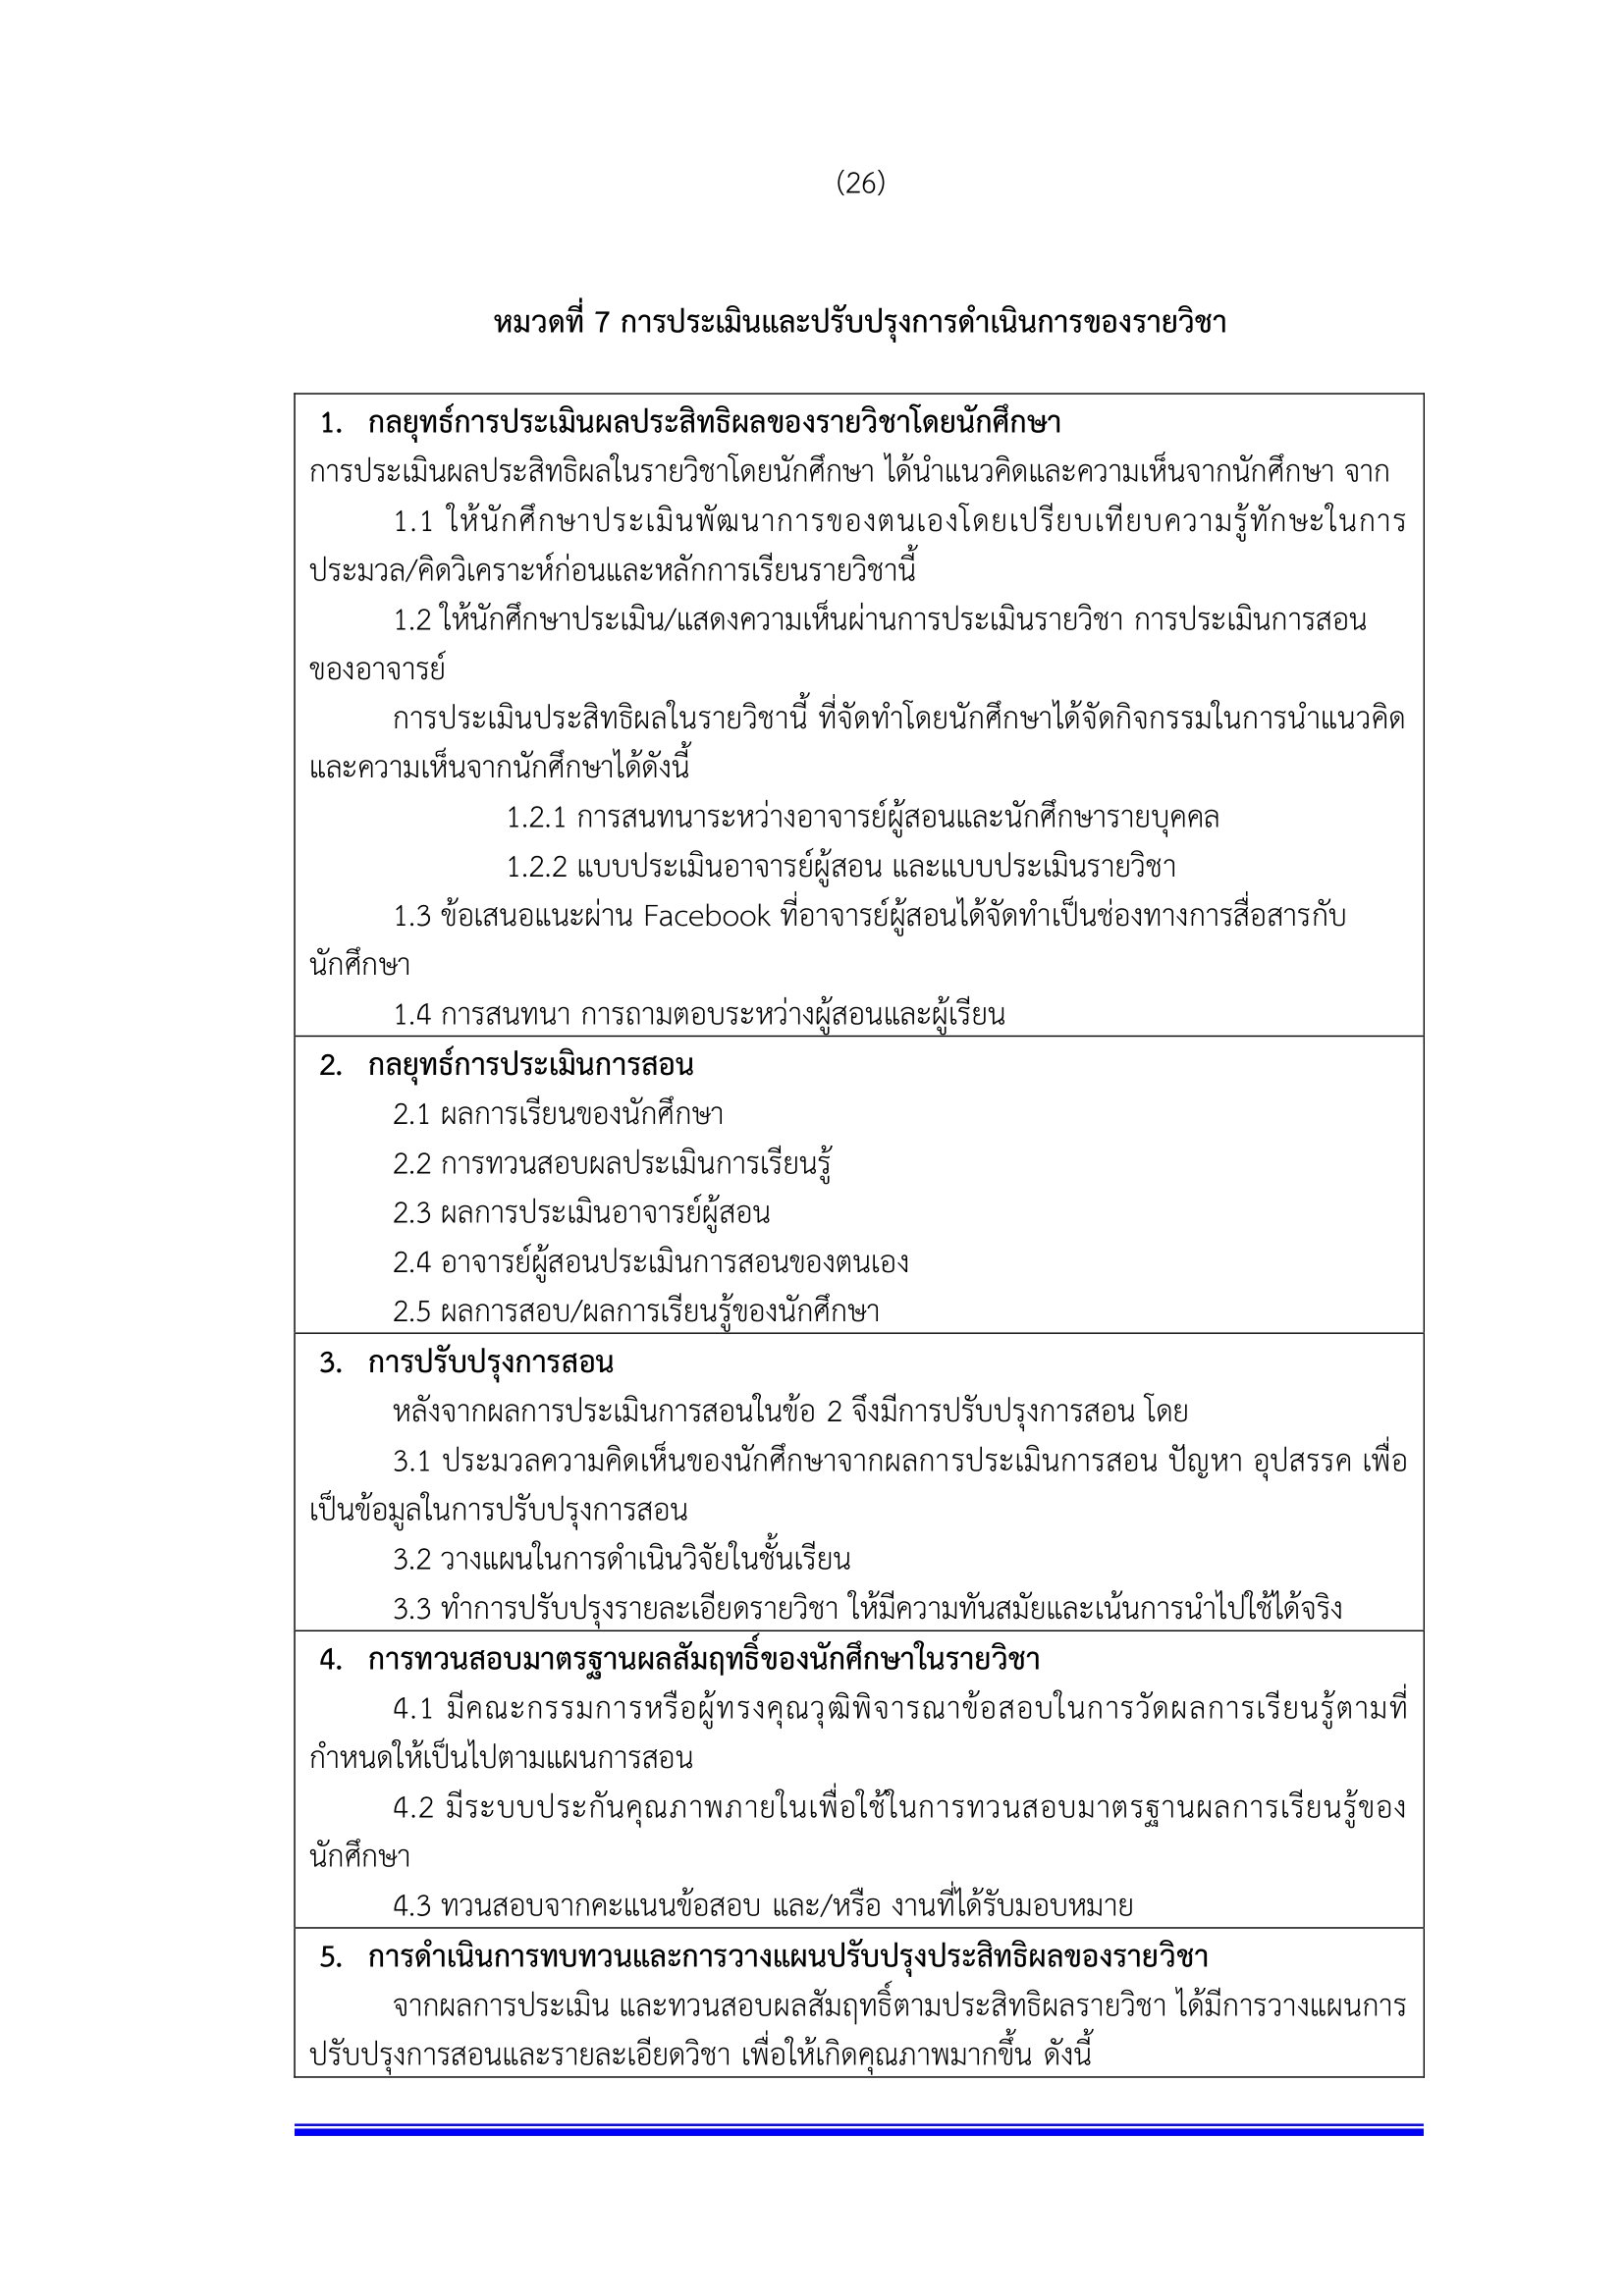 (26)
หมวดที่ 7 การประเมินและปรับปรุงการดำเนินการของรายวิชา
1. กลยุทธ์การประเมินผลประสิทธิผลของรายวิชาโดยนักศึกษา
การประเมินผลประสิทธิผลในรายวิชาโดยนักศึกษา ได้นำแนวคิดและความเห็นจากนักศึกษา จาก
1.1 ให้นักศึกษาประเมินพัฒนาการของตนเองโดยเปรียบเทียบความรู้ทักษะในการ
ประมวล/คิดวิเคราะห์ก่อนและหลักการเรียนรายวิชานี้
1.2 ให้นักศึกษาประเมิน/แสดงความเห็นผ่านการประเมินรายวิชา การประเมินการสอน
ของอาจารย์
การประเมินประสิทธิผลในรายวิชานี้ ที่จัดทำโดยนักศึกษาได้จัดกิจกรรมในการนำแนวคิด
และความเห็นจากนักศึกษาได้ดังนี้
1.2.1 การสนทนาระหว่างอาจารย์ผู้สอนและนักศึกษารายบุคคล
1.2.2 แบบประเมินอาจารย์ผู้สอน และแบบประเมินรายวิชา
1.3 ข้อเสนอแนะผ่าน Facebook ที่อาจารย์ผู้สอนได้จัดทำเป็นช่องทางการสื่อสารกับ
นักศึกษา
1.4 การสนทนา การถามตอบระหว่างผู้สอนและผู้เรียน
2. กลยุทธ์การประเมินการสอน
2.1 ผลการเรียนของนักศึกษา
2.2 การทวนสอบผลประเมินการเรียนรู้
2.3 ผลการประเมินอาจารย์ผู้สอน
2.4 อาจารย์ผู้สอนประเมินการสอนของตนเอง
2.5 ผลการสอบ/ผลการเรียนรู้ของนักศึกษา
3. การปรับปรุงการสอน
หลังจากผลการประเมินการสอนในข้อ 2 จึงมีการปรับปรุงการสอน โดย
3.1 ประมวลความคิดเห็นของนักศึกษาจากผลการประเมินการสอน ปัญหา อุปสรรค เพื่อ
เป็นข้อมูลในการปรับปรุงการสอน
3.2 วางแผนในการดำเนินวิจัยในชั้นเรียน
3.3 ทำการปรับปรุงรายละเอียดรายวิชา ให้มีความทันสมัยและเน้นการนำไปใช้ได้จริง
4. การทวนสอบมาตรฐานผลสัมฤทธิ์ของนักศึกษาในรายวิชา
4.1 มีคณะกรรมการหรือผู้ทรงคุณวุฒิพิจารณาข้อสอบในการวัดผลการเรียนรู้ตามที่
กำหนดให้เป็นไปตามแผนการสอน
4.2 มีระบบประกันคุณภาพภายในเพื่อใช้ในการทวนสอบมาตรฐานผลการเรียนรู้ของ
นักศึกษา
4.3 ทวนสอบจากคะแนนข้อสอบ และ/หรือ งานที่ได้รับมอบหมาย
5. การดำเนินการทบทวนและการวางแผนปรับปรุงประสิทธิผลของรายวิชา
จากผลการประเมิน และทวนสอบผลสัมฤทธิ์ตามประสิทธิผลรายวิชา ได้มีการวางแผนการ
ปรับปรุงการสอนและรายละเอียดวิชา เพื่อให้เกิดคุณภาพมากขึ้น ดังนี้